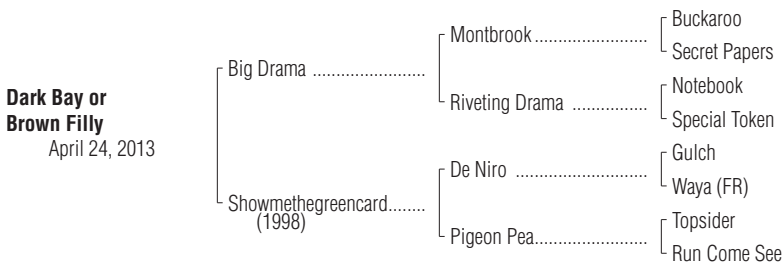 Dark Bay or
Brown Filly
April 24, 2013
Big Drama ........................
Showmethegreencard........
(1998)
Montbrook........................
Riveting Drama ................
De Niro ............................
Pigeon Pea........................
Buckaroo
Secret Papers
Notebook
Special Token
Gulch
Waya (FR)
Topsider
Run Come See